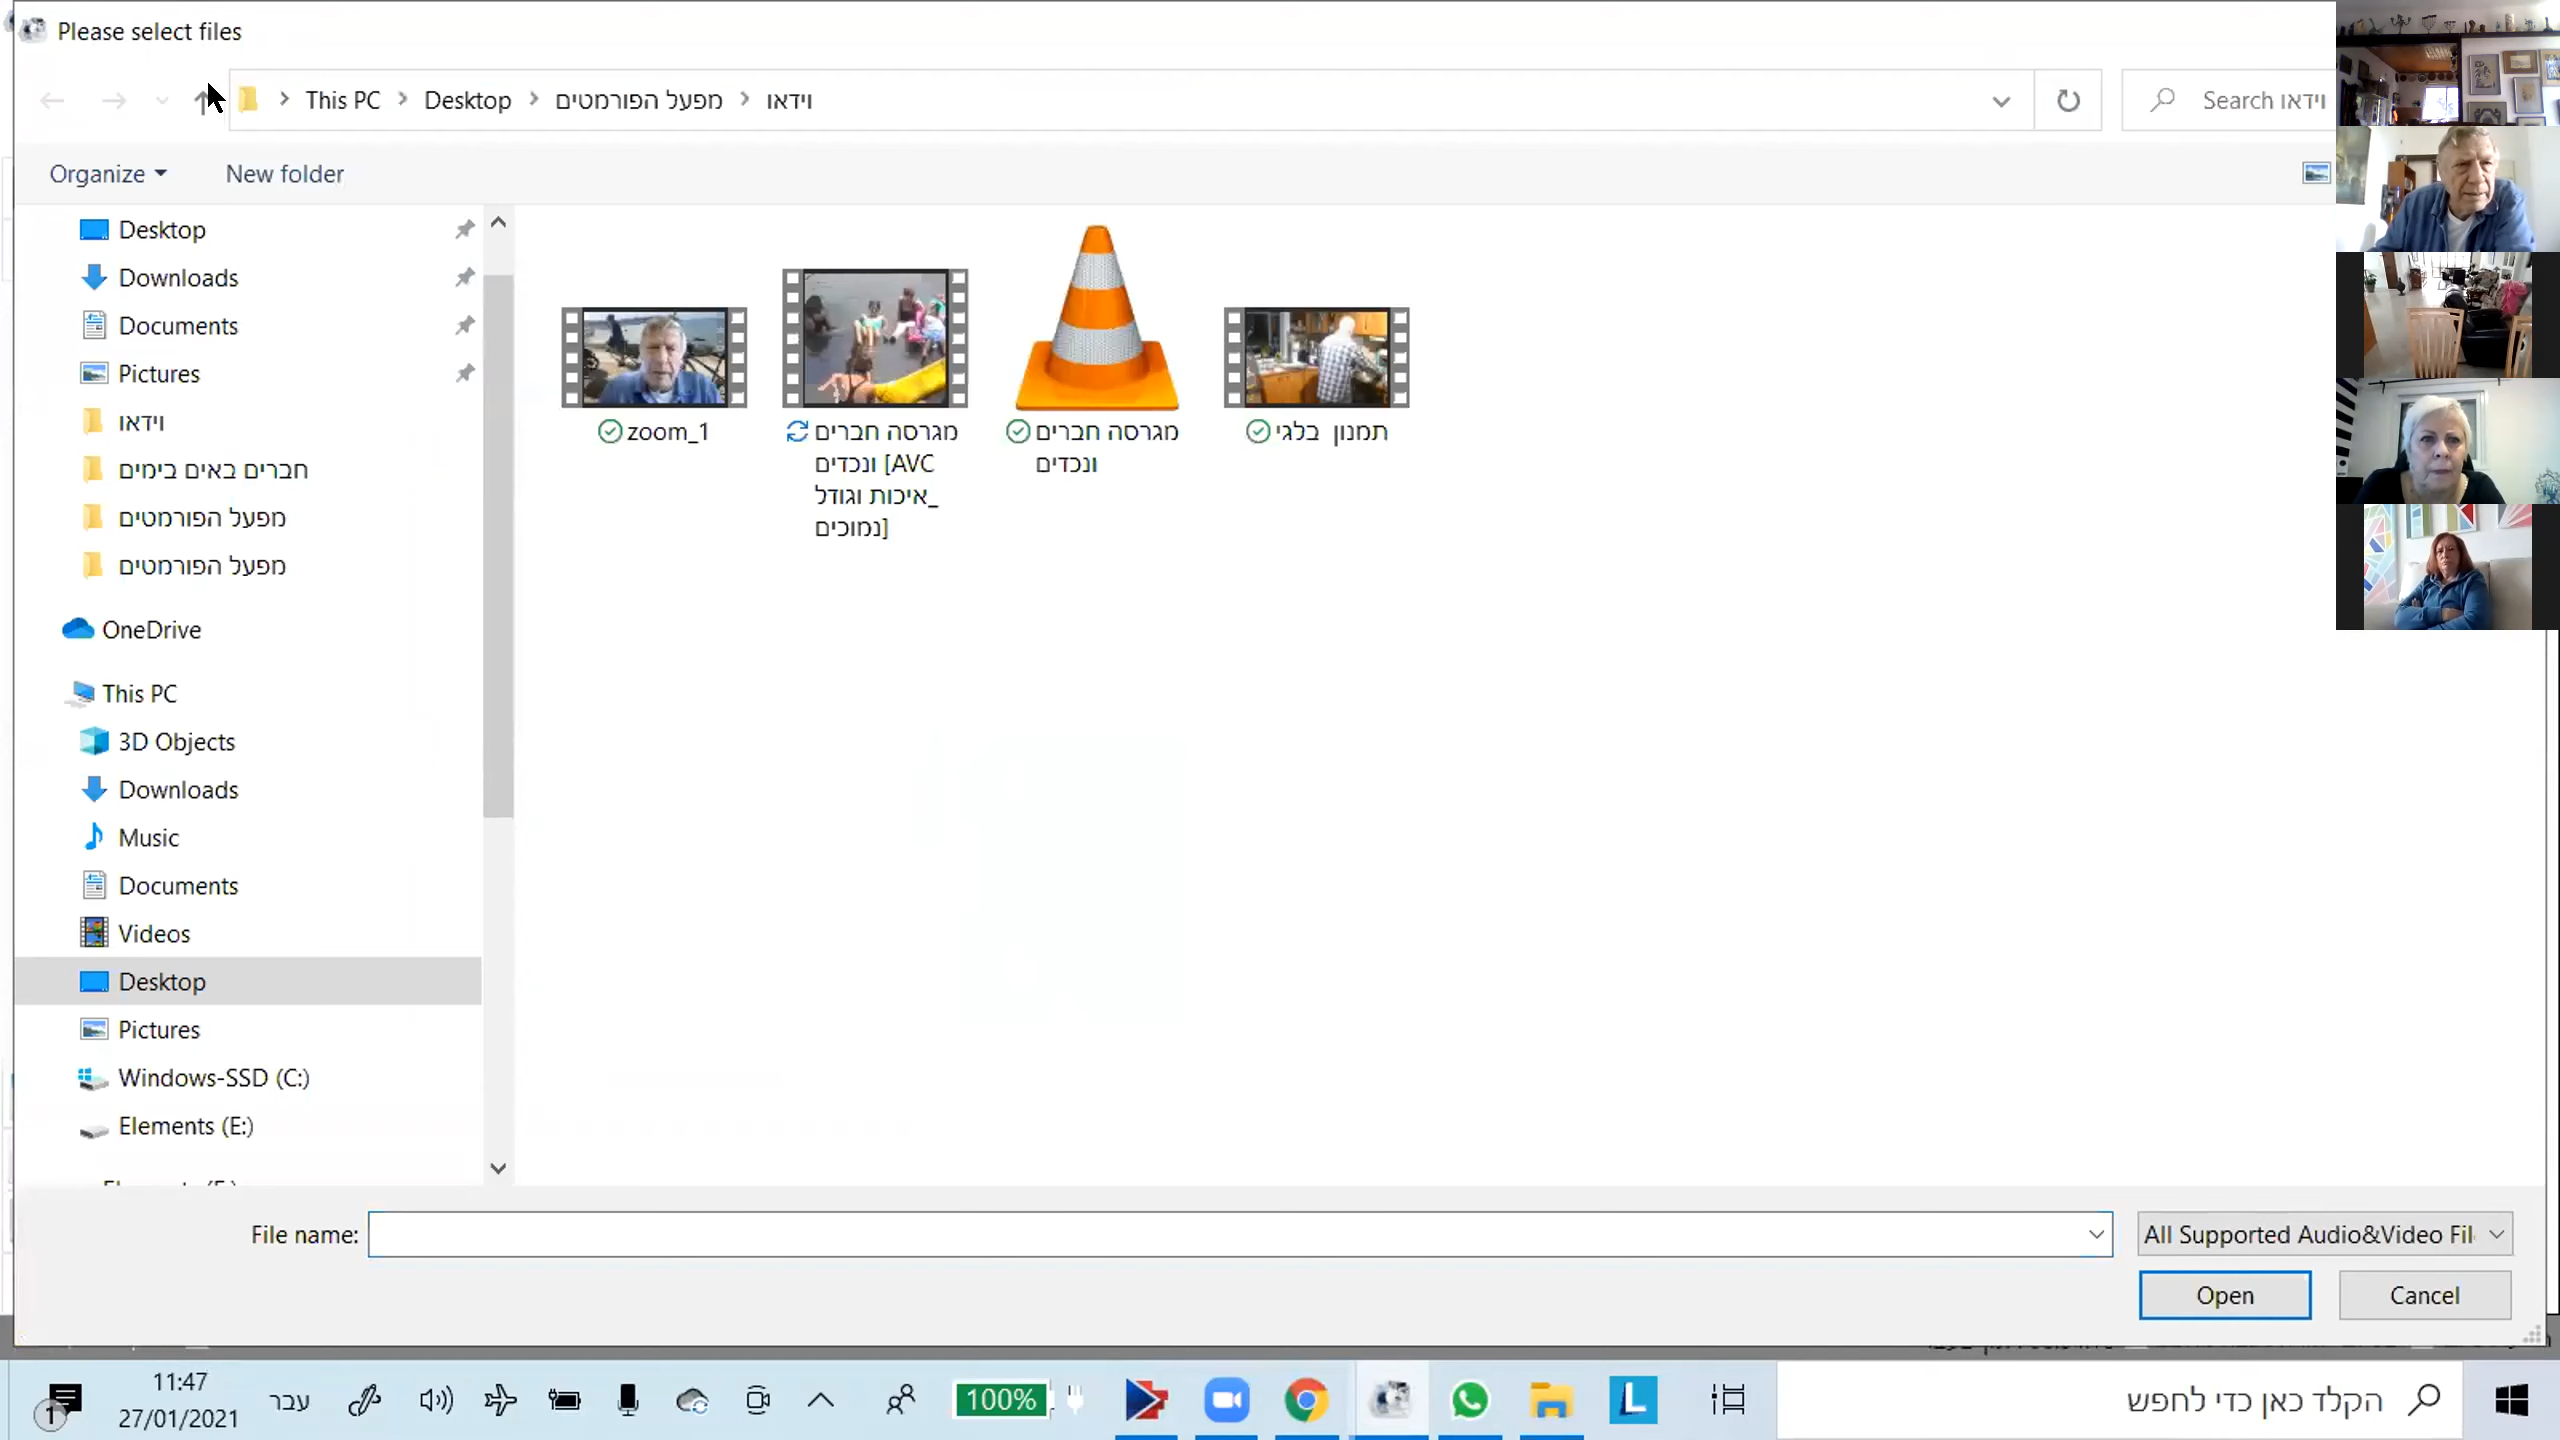 Please select files
This PC > Desktop > מפעל הפורמטים > וידאו
Search וידאו
Organize
New folder
Desktop
Downloads
Documents
Pictures
וידאו
חברים באים בימים
מפעל הפורמטים
מפעל הפורמטים
OneDrive
This PC
3D Objects
Downloads
Music
Documents
Videos
Desktop
Pictures
Windows-SSD (C:)
Elements (E:)
zoom_1
מגרסה חברים
ונכדים [AVC
איכות וגודל_
נמוכים]
מגרסה חברים
ונכדים
תמנון בלגי
File name:
All Supported Audio&Video Fil
Open
Cancel
1
11:47
27/01/2021
עבר
100%
L
הקלד כאן כדי לחפש